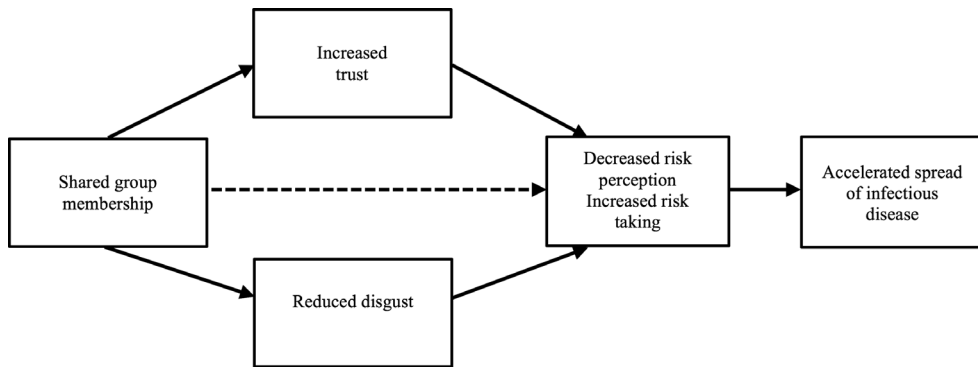 Increased
trust
Shared group
membership
Decreased risk
perception
Increased risk
taking
Accelerated spread
of infectious
disease
Reduced disgust